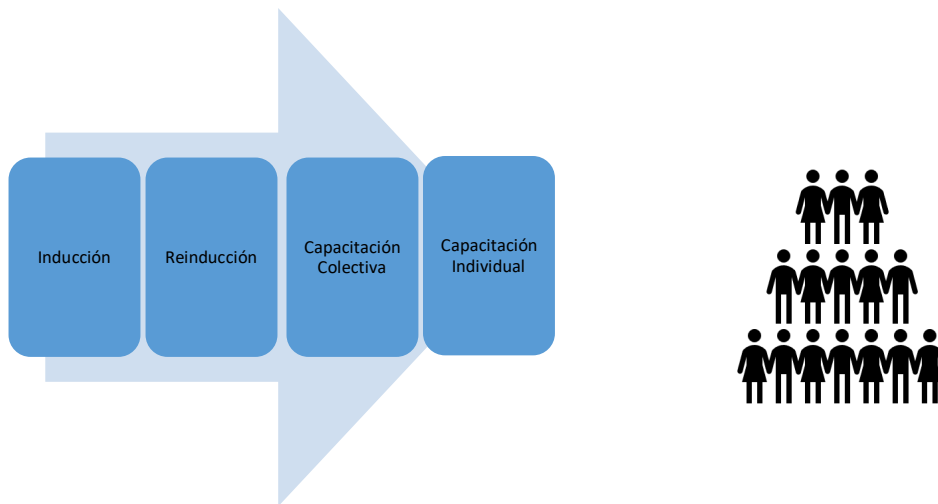 Inducción
Reinducción
Capacitación
Colectiva
Capacitación
Individual